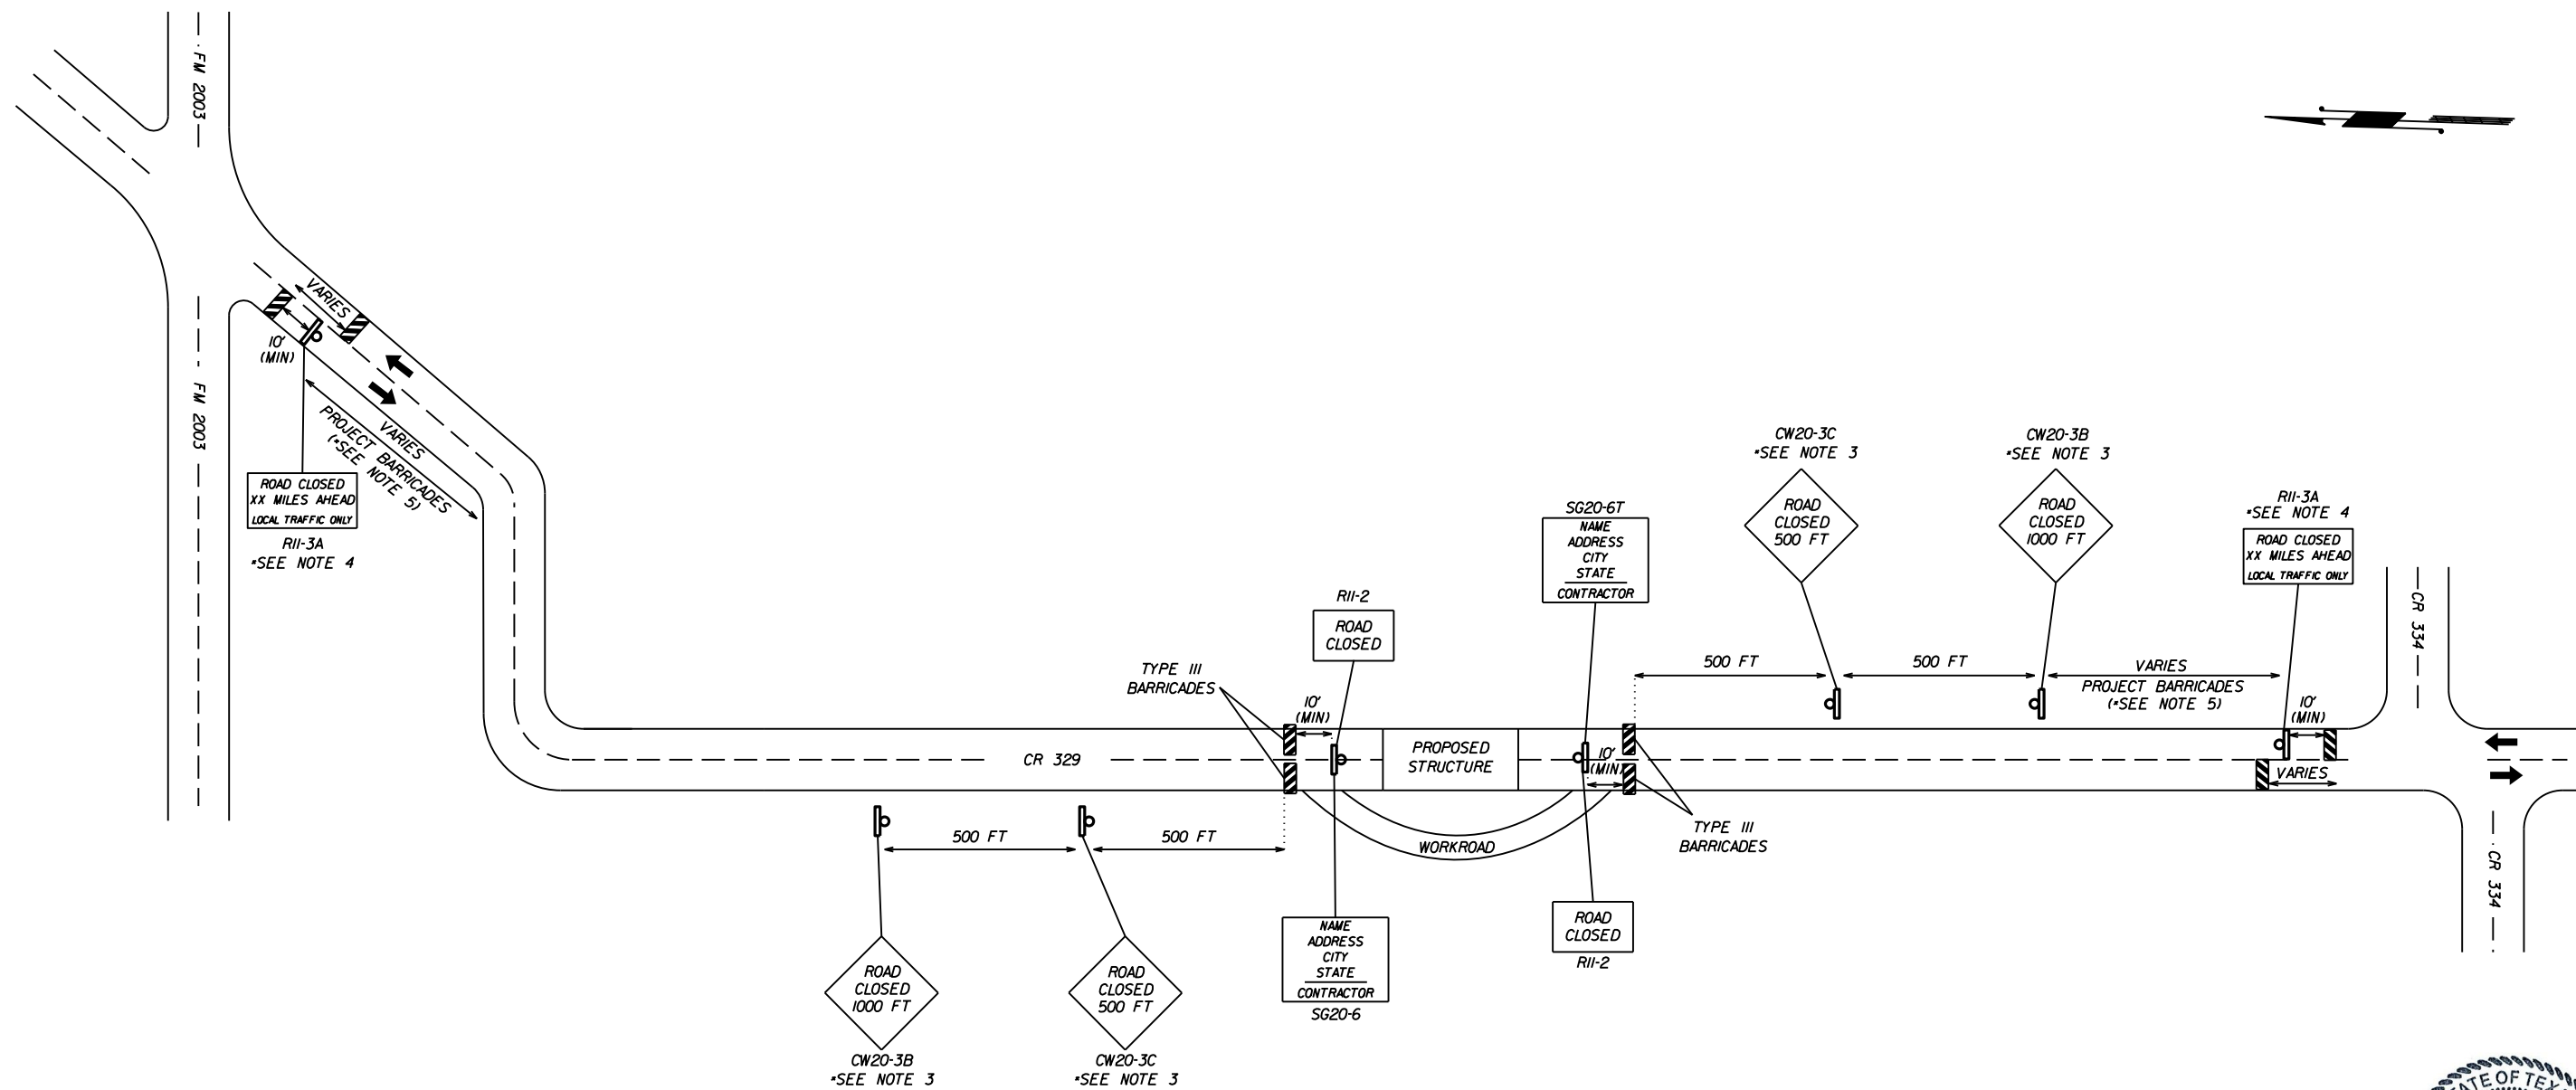 FM 2003
FM 2003
VARIES
10'
(MIN)
VARIES
PROJECT BARRICADES
(*SEE NOTE 5)
ROAD CLOSED
XX MILES AHEAD
LOCAL TRAFFIC ONLY
R11-3A
*SEE NOTE 4
CR 329
TYPE III
BARRICADES
10'
(MIN)
R11-2
ROAD
CLOSED
PROPOSED
STRUCTURE
SG20-6T
NAME
ADDRESS
CITY
STATE
CONTRACTOR
10'
(MIN)
CW20-3C
*SEE NOTE 3
ROAD
CLOSED
500 FT
CW20-3B
*SEE NOTE 3
ROAD
CLOSED
1000 FT
R11-3A
*SEE NOTE 4
ROAD CLOSED
XX MILES AHEAD
LOCAL TRAFFIC ONLY
500 FT
500 FT
VARIES
PROJECT BARRICADES
(*SEE NOTE 5)
10'
(MIN)
VARIES
CR 334
CR 334
500 FT
500 FT
WORKROAD
TYPE III
BARRICADES
ROAD
CLOSED
1000 FT
CW20-3B
*SEE NOTE 3
ROAD
CLOSED
500 FT
CW20-3C
*SEE NOTE 3
NAME
ADDRESS
CITY
STATE
CONTRACTOR
SG20-6
ROAD
CLOSED
R11-2
ATE OF TEX